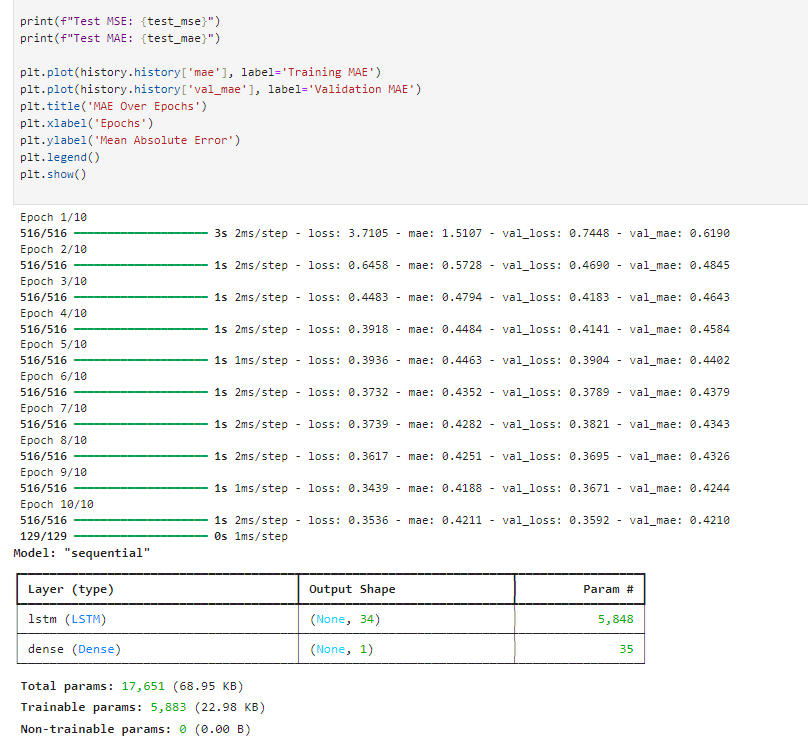 print(f"Test MSE: {test_mse}")
print(f"Test MAE: {test_mae}")
plt.plot(history.history['mae'], label='Training MAE')
plt.plot(history.history['val_mae'], label='Validation MAE')
plt.title('MAE Over Epochs')
plt.xlabel('Epochs')
plt.ylabel('Mean Absolute Error')
plt.legend()
plt.show()
Epoch 1/10
516/516 3s 2ms/step - loss: 3.7105 - mae: 1.5107 - val_loss: 0.7448 - val_mae: 0.6190
Epoch 2/10
516/516 1s 2ms/step - loss: 0.6458 - mae: 0.5728 - val_loss: 0.4690 - val_mae: 0.4845
Epoch 3/10
516/516 1s 2ms/step - loss: 0.4483 - mae: 0.4794 - val_loss: 0.4183 - val_mae: 0.4643
Epoch 4/10
516/516 1s 2ms/step - loss: 0.3918 - mae: 0.4484 - val_loss: 0.4141 - val_mae: 0.4584
Epoch 5/10
516/516 1s 1ms/step - loss: 0.3936 - mae: 0.4463 - val_loss: 0.3904 - val_mae: 0.4402
Epoch 6/10
516/516 1s 2ms/step - loss: 0.3732 - mae: 0.4352 - val_loss: 0.3789 - val_mae: 0.4379
Epoch 7/10
516/516 1s 2ms/step - loss: 0.3739 - mae: 0.4282 - val_loss: 0.3821 - val_mae: 0.4343
Epoch 8/10
516/516 1s 2ms/step - loss: 0.3617 - mae: 0.4251 - val_loss: 0.3695 - val_mae: 0.4326
Epoch 9/10
516/516 1s 1ms/step - loss: 0.3439 - mae: 0.4188 - val_loss: 0.3671 - val_mae: 0.4244
Epoch 10/10
516/516 1s 2ms/step - loss: 0.3536 - mae: 0.4211 - val_loss: 0.3592 - val_mae: 0.4210
129/129 0s 1ms/step
Model: "sequential"
Layer (type) Output Shape Param #
lstm (LSTM) (None, 34) 5,848
dense (Dense) (None, 1) 35
Total params: 17,651 (68.95 KB)
Trainable params: 5,883 (22.98 KB)
Non-trainable params: 0 (0.00 B)